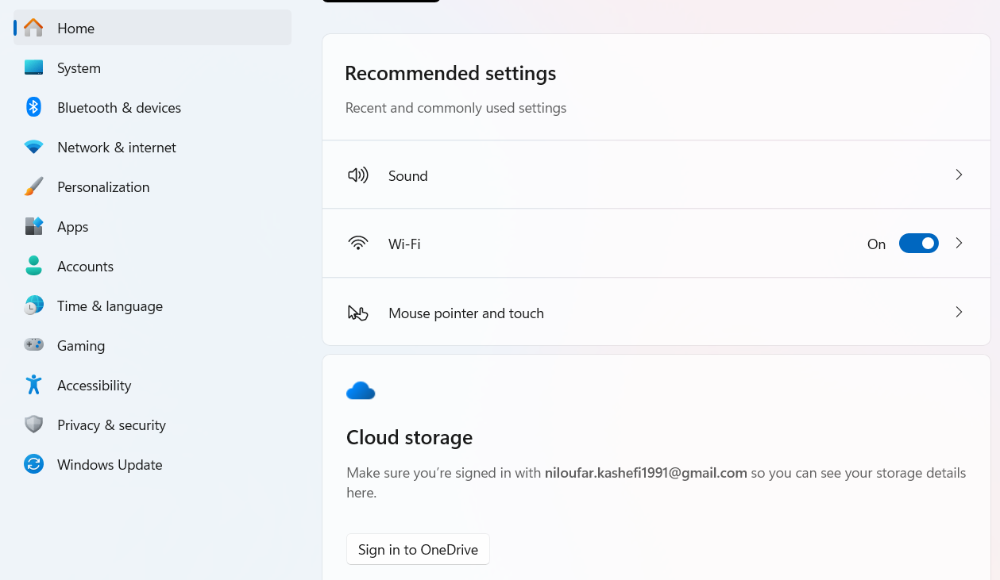 Home
System
Bluetooth & devices
Network & internet
Personalization
Apps
Accounts
Time & language
Gaming
Accessibility
Privacy & security
Windows Update
Recommended settings
Recent and commonly used settings
Sound
Wi-Fi
On
Mouse pointer and touch
Cloud storage
Make sure you’re signed in with niloufar.kashefi1991@gmail.com so you can see your storage details
here.
Sign in to OneDrive